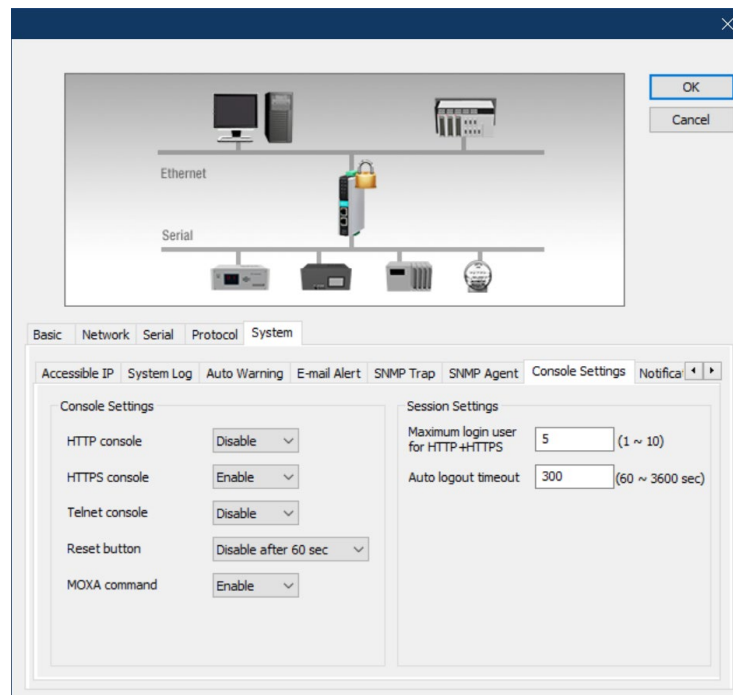 OK
Cancel
Ethernet
Serial
Basic Network Serial Protocol System
Accessible IP System Log Auto Warning E-mail Alert SNMP Trap SNMP Agent Console Settings Notifica
Console Settings
HTTP console Disable
HTTPS console Enable
Telnet console Disable
Reset button Disable after 60 sec
MOXA command Enable
Session Settings
Maximum login user
for HTTP+HTTPS 5 (1 ~ 10)
Auto logout timeout 300 (60 ~ 3600 sec)